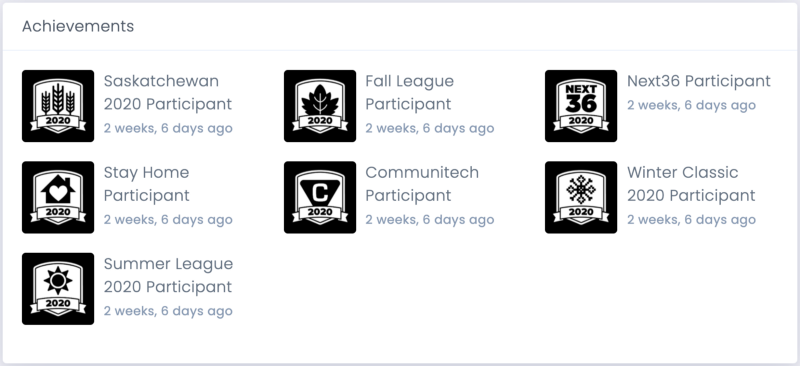 Achievements
2020
Saskatchewan
2020 Participant
2 weeks, 6 days ago
2020
Fall League
Participant
2 weeks, 6 days ago
NEXT
36
2020
Next36 Participant
2 weeks, 6 days ago
2020
Stay Home
Participant
2 weeks, 6 days ago
C
2020
Communitech
Participant
2 weeks, 6 days ago
2020
Winter Classic
2020 Participant
2 weeks, 6 days ago
2020
Summer League
2020 Participant
2 weeks, 6 days ago